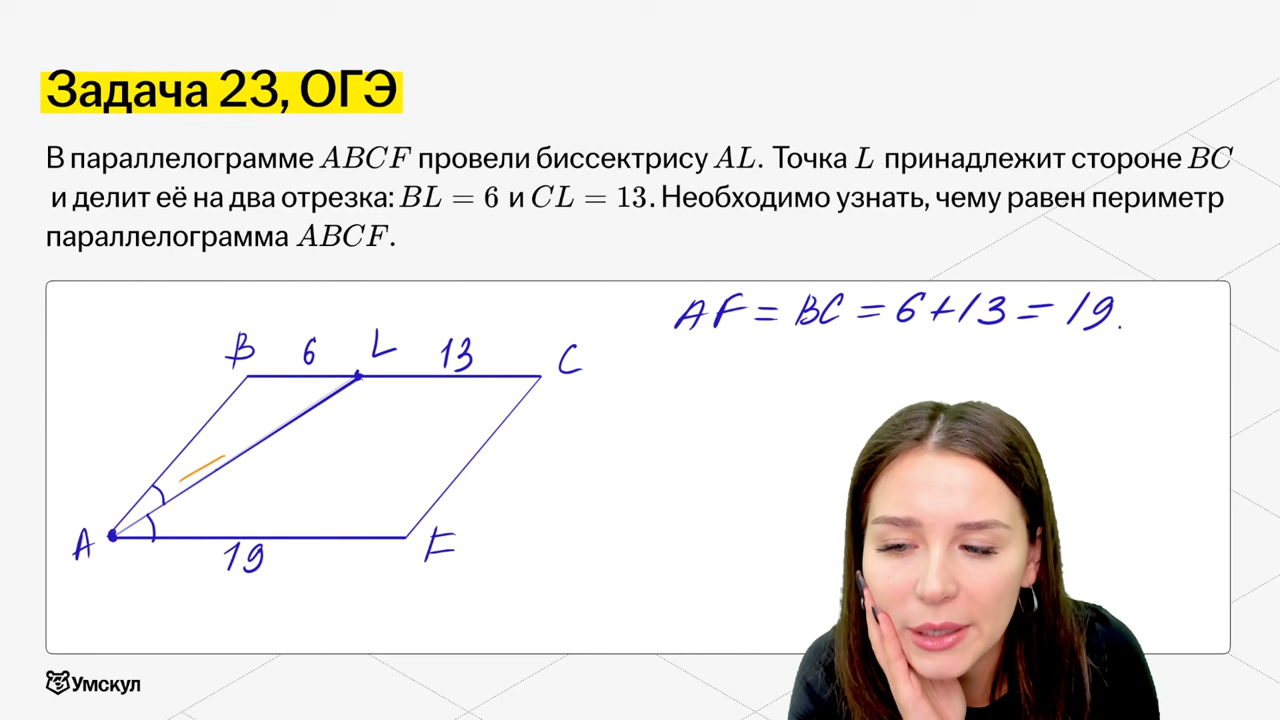 Задача 23, ОГЭ
В параллелограмме ABCF провели биссектрису AL. Точка L принадлежит стороне BC
и делит её на два отрезка: BL = 6 и CL = 13. Необходимо узнать, чему равен периметр
параллелограмма ABCF.
AF = BC = 6+13 = 19.
B 6 L 13 C
A 19 F
Умскул